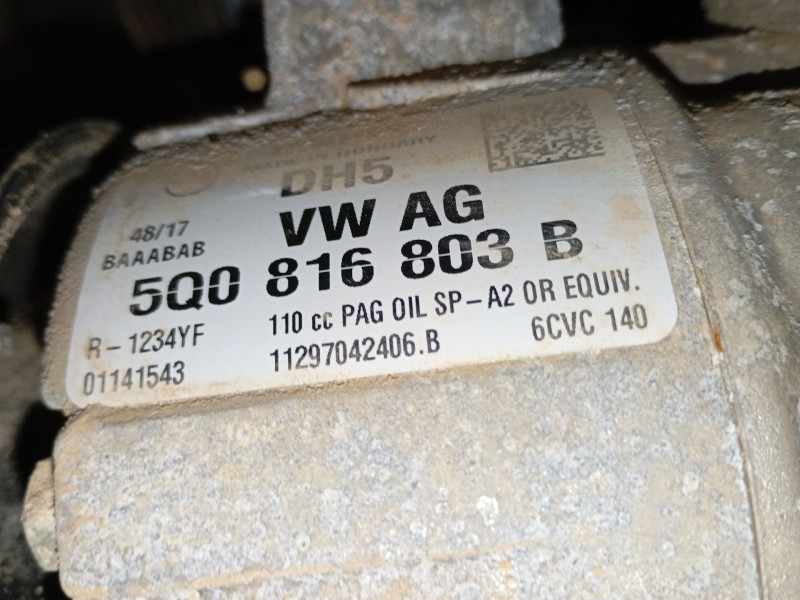 HUNGARY
DH5
VW AG
48/17
BAAABAB
5Q0 816 803 B
R-1234YF
110 cc PAG OIL SP-A2 OR EQUIV.
01141543
11297042406.B
6CVC 140